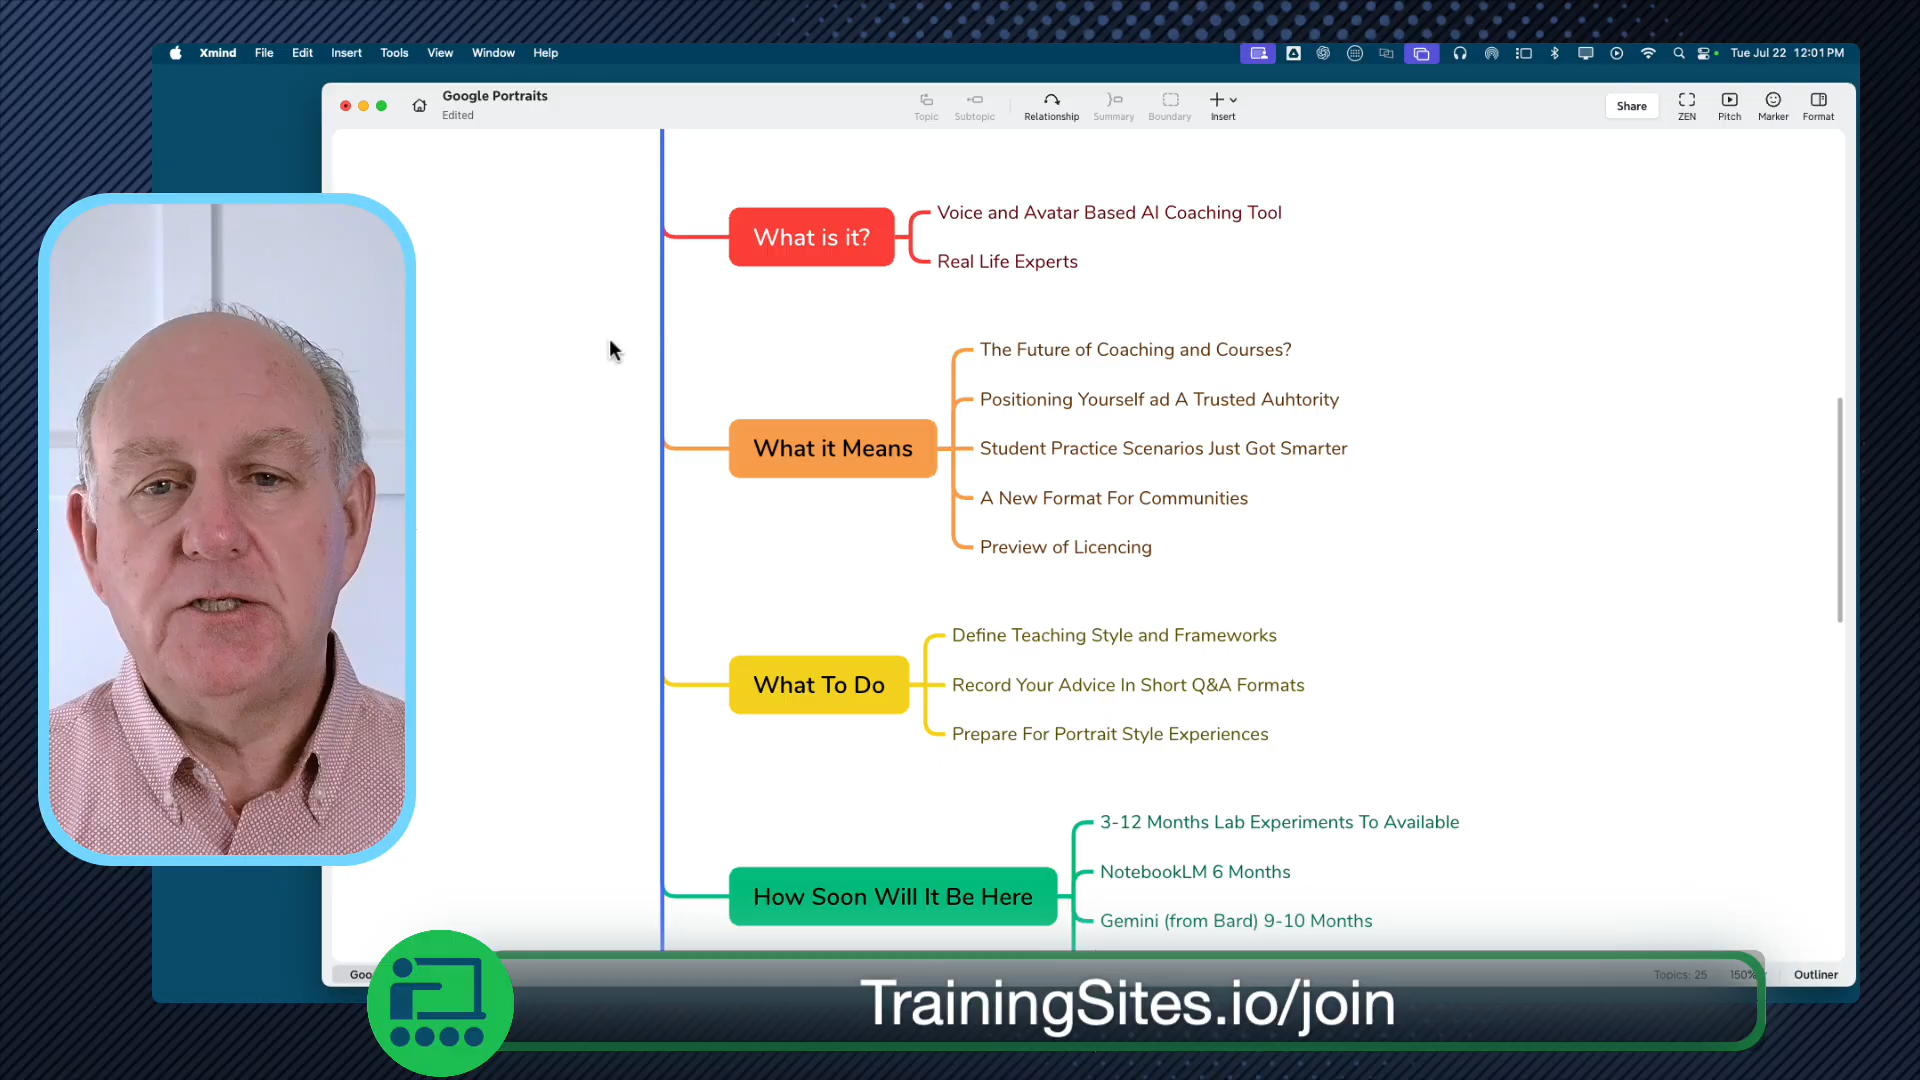 Xmind File Edit Insert Tools View Window Help
Tue Jul 22 12:01 PM
Google Portraits
Edited
Topic Subtopic Relationship Summary Boundary Insert
Share ZEN Pitch Marker Format
What is it?
Voice and Avatar Based AI Coaching Tool
Real Life Experts
What it Means
The Future of Coaching and Courses?
Positioning Yourself ad A Trusted Auhtority
Student Practice Scenarios Just Got Smarter
A New Format For Communities
Preview of Licencing
What To Do
Define Teaching Style and Frameworks
Record Your Advice In Short Q&A Formats
Prepare For Portrait Style Experiences
How Soon Will It Be Here
3-12 Months Lab Experiments To Available
NotebookLM 6 Months
Gemini (from Bard) 9-10 Months
Topics: 25 150% Outliner
TrainingSites.io/join